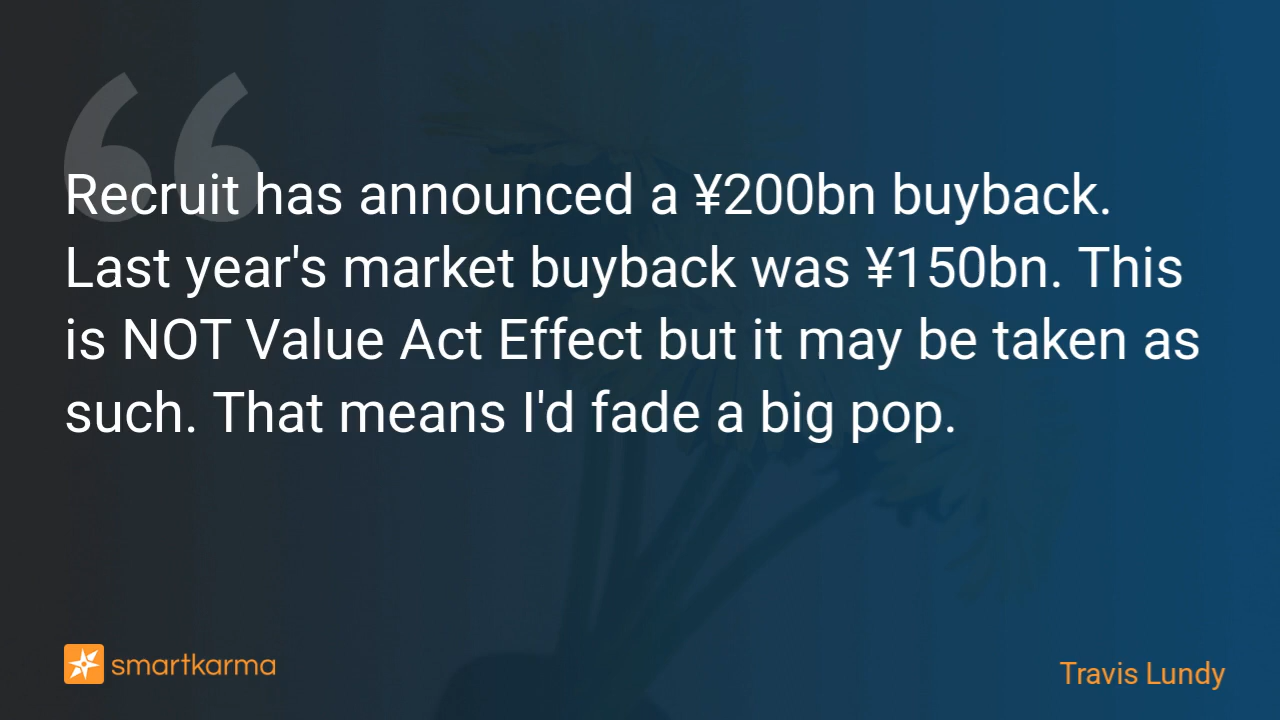 Recruit has announced a ¥200bn buyback.
Last year's market buyback was ¥150bn. This
is NOT Value Act Effect but it may be taken as
such. That means I'd fade a big pop.
smartkarma
Travis Lundy